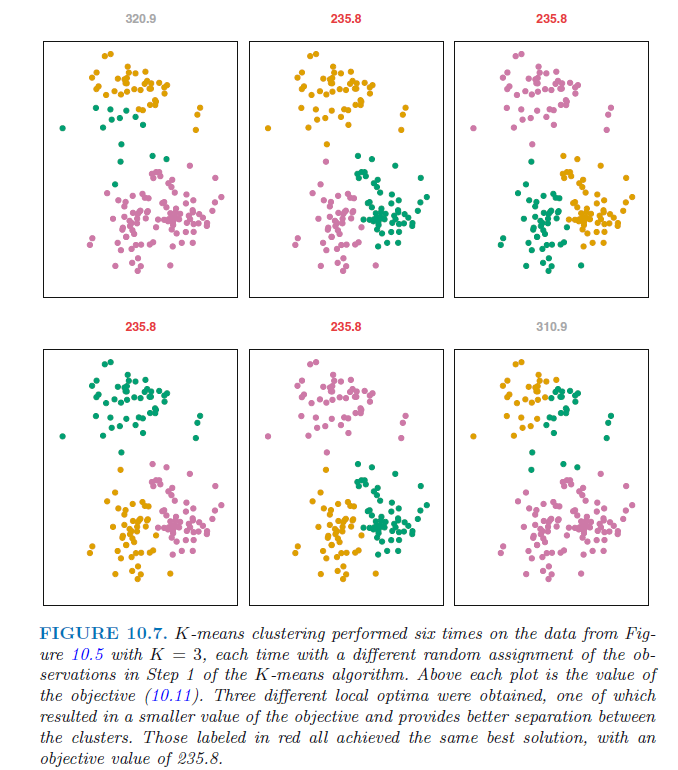 320.9
235.8
235.8
235.8
235.8
310.9
FIGURE 10.7. K-means clustering performed six times on the data from Fig-
ure 10.5 with K = 3, each time with a different random assignment of the ob-
servations in Step 1 of the K-means algorithm. Above each plot is the value of
the objective (10.11). Three different local optima were obtained, one of which
resulted in a smaller value of the objective and provides better separation between
the clusters. Those labeled in red all achieved the same best solution, with an
objective value of 235.8.